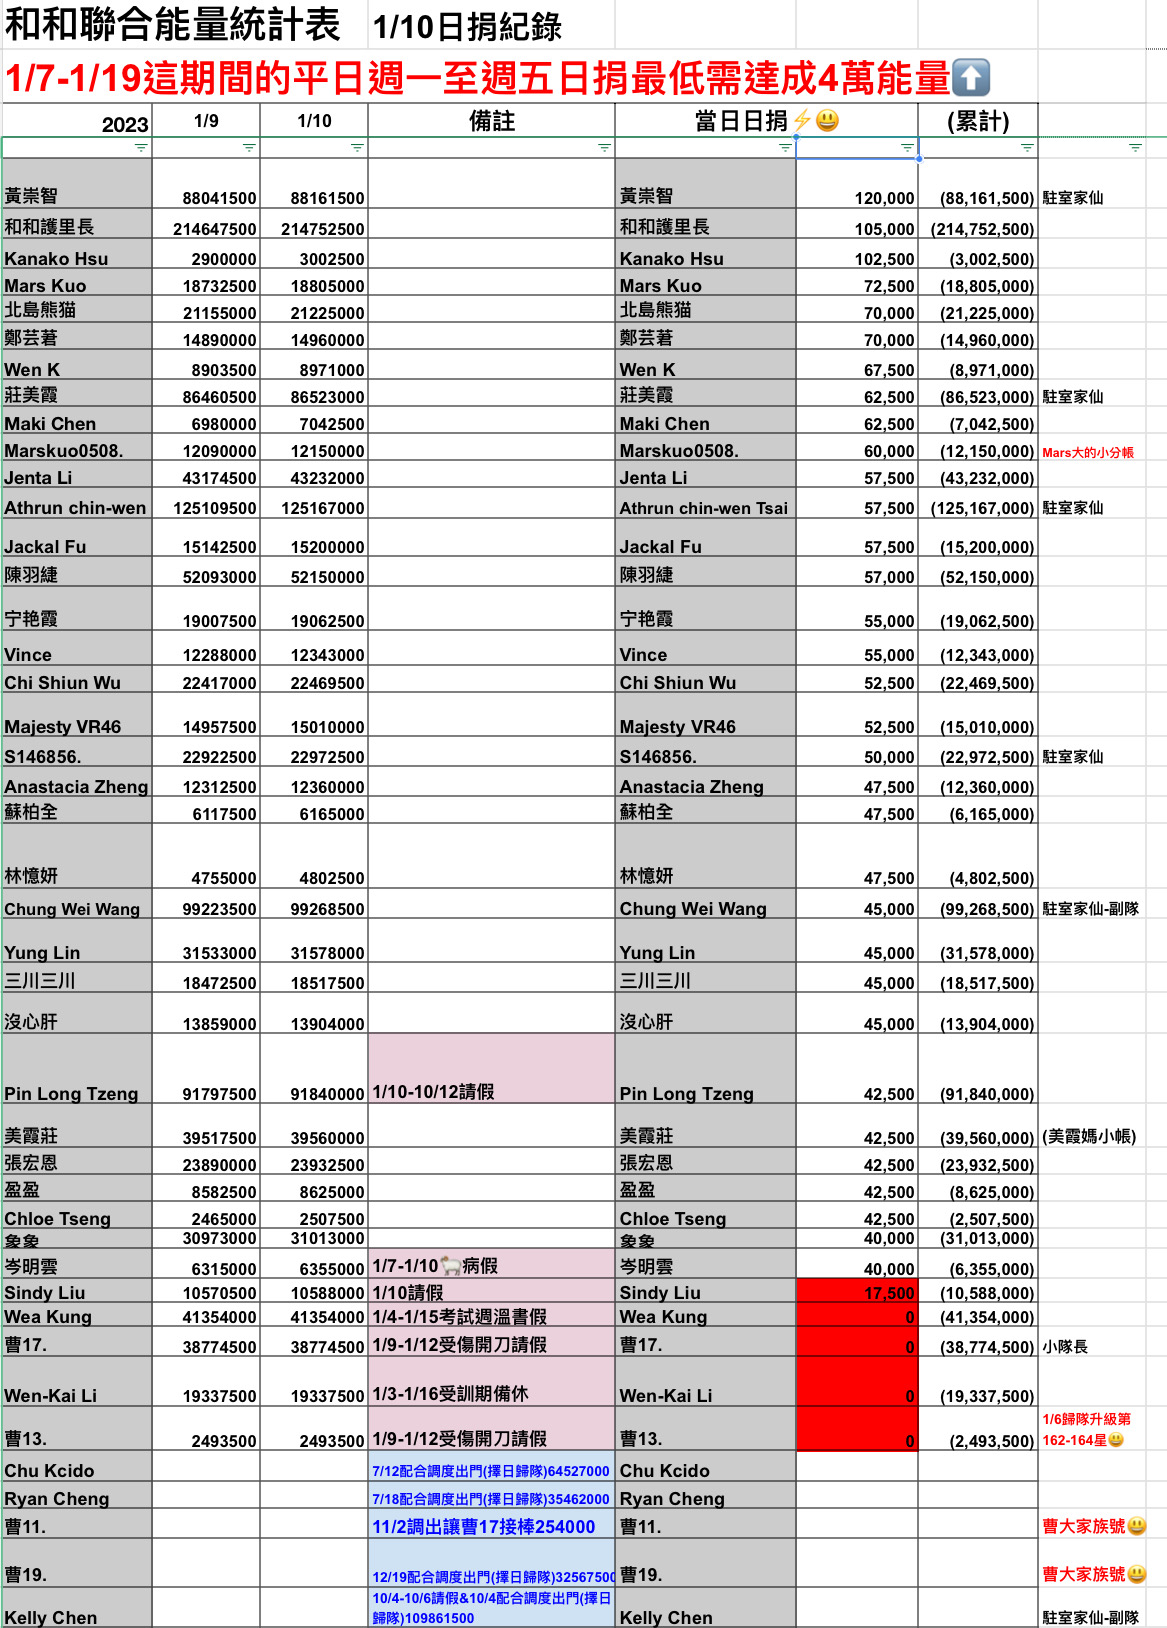 和和聯合能量統計表 1/10日捐紀錄
1/7-1/19這期間的平日週一至週五日捐最低需達成4萬能量⬆️
2023 1/9 1/10 備註 當日日捐⚡😃 (累計)
黃崇智 88041500 88161500 黃崇智 120,000 (88,161,500) 駐室家仙
和和護里長 214647500 214752500 和和護里長 105,000 (214,752,500)
Kanako Hsu 2900000 3002500 Kanako Hsu 102,500 (3,002,500)
Mars Kuo 18732500 18805000 Mars Kuo 72,500 (18,805,000)
北島熊猫 21155000 21225000 北島熊猫 70,000 (21,225,000)
鄭芸莙 14890000 14960000 鄭芸莙 70,000 (14,960,000)
Wen K 8903500 8971000 Wen K 67,500 (8,971,000)
莊美霞 86460500 86523000 莊美霞 62,500 (86,523,000) 駐室家仙
Maki Chen 6980000 7042500 Maki Chen 62,500 (7,042,500)
Marskuo0508. 12090000 12150000 Marskuo0508. 60,000 (12,150,000) Mars大的小分帳
Jenta Li 43174500 43232000 Jenta Li 57,500 (43,232,000)
Athrun chin-wen 125109500 125167000 Athrun chin-wen Tsai 57,500 (125,167,000) 駐室家仙
Jackal Fu 15142500 15200000 Jackal Fu 57,500 (15,200,000)
陳羽緁 52093000 52150000 陳羽緁 57,000 (52,150,000)
宁艳霞 19007500 19062500 宁艳霞 55,000 (19,062,500)
Vince 12288000 12343000 Vince 55,000 (12,343,000)
Chi Shiun Wu 22417000 22469500 Chi Shiun Wu 52,500 (22,469,500)
Majesty VR46 14957500 15010000 Majesty VR46 52,500 (15,010,000)
S146856. 22922500 22972500 S146856. 50,000 (22,972,500) 駐室家仙
Anastacia Zheng 12312500 12360000 Anastacia Zheng 47,500 (12,360,000)
蘇柏全 6117500 6165000 蘇柏全 47,500 (6,165,000)
林憶妍 4755000 4802500 林憶妍 47,500 (4,802,500)
Chung Wei Wang 99223500 99268500 Chung Wei Wang 45,000 (99,268,500) 駐室家仙-副隊
Yung Lin 31533000 31578000 Yung Lin 45,000 (31,578,000)
三川三川 18472500 18517500 三川三川 45,000 (18,517,500)
沒心肝 13859000 13904000 沒心肝 45,000 (13,904,000)
Pin Long Tzeng 91797500 91840000 1/10-10/12請假 Pin Long Tzeng 42,500 (91,840,000)
美霞莊 39517500 39560000 美霞莊 42,500 (39,560,000) (美霞媽小帳)
張宏恩 23890000 23932500 張宏恩 42,500 (23,932,500)
盈盈 8582500 8625000 盈盈 42,500 (8,625,000)
Chloe Tseng 2465000 2507500 Chloe Tseng 42,500 (2,507,500)
象象 30973000 31013000 象象 40,000 (31,013,000)
岑明雲 6315000 6355000 1/7-1/10🐑病假 岑明雲 40,000 (6,355,000)
Sindy Liu 10570500 10588000 1/10請假 Sindy Liu 17,500 (10,588,000)
Wea Kung 41354000 41354000 1/4-1/15考試週溫書假 Wea Kung 0 (41,354,000)
曹17. 38774500 38774500 1/9-1/12受傷開刀請假 曹17. 0 (38,774,500) 小隊長
Wen-Kai Li 19337500 19337500 1/3-1/16受訓期備休 Wen-Kai Li 0 (19,337,500)
曹13. 2493500 2493500 1/9-1/12受傷開刀請假 曹13. 0 (2,493,500) 1/6歸隊升級第
162-164星😃
Chu Kcido 7/12配合調度出門(擇日歸隊)64527000 Chu Kcido
Ryan Cheng 7/18配合調度出門(擇日歸隊)35462000 Ryan Cheng
曹11. 11/2調出讓曹17接棒254000 曹11. 曹大家族號😃
曹19. 12/19配合調度出門(擇日歸隊)32567500 曹19. 曹大家族號😃
Kelly Chen 10/4-10/6請假&10/4配合調度出門(擇日
歸隊)109861500 Kelly Chen 駐室家仙-副隊